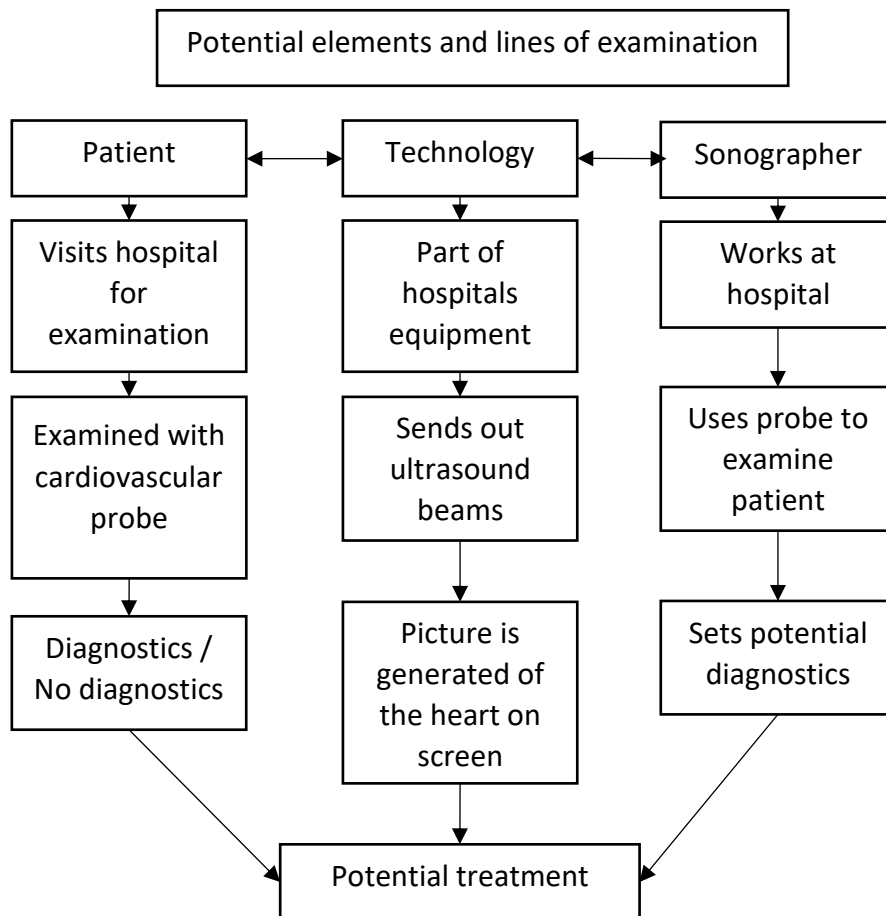 Potential elements and lines of examination
Patient
Technology
Sonographer
Visits hospital
for
examination
Part of
hospitals
equipment
Works at
hospital
Examined with
cardiovascular
probe
Sends out
ultrasound
beams
Uses probe to
examine
patient
Diagnostics /
No diagnostics
Picture is
generated of
the heart on
screen
Sets potential
diagnostics
Potential treatment